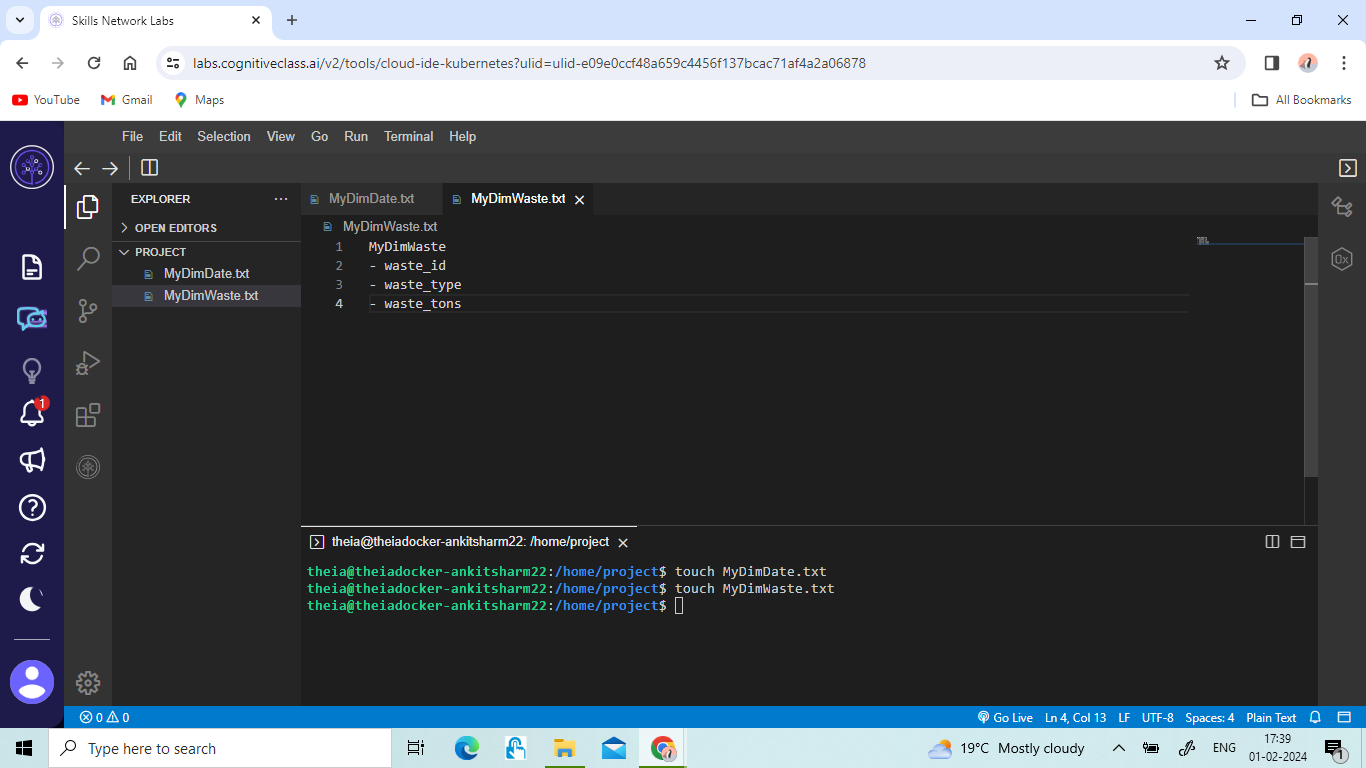 Skills Network Labs
labs.cognitiveclass.ai/v2/tools/cloud-ide-kubernetes?ulid=ulid-e09e0ccf48a659c4456f137bcac71af4a2a06878
YouTube Gmail Maps All Bookmarks
File Edit Selection View Go Run Terminal Help
EXPLORER
OPEN EDITORS
PROJECT
MyDimDate.txt
MyDimWaste.txt
MyDimDate.txt MyDimWaste.txt
MyDimWaste.txt
1 MyDimWaste
2 - waste_id
3 - waste_type
4 - waste_tons
0x
1
theia@theiadocker-ankitsharm22: /home/project
theia@theiadocker-ankitsharm22:/home/project$ touch MyDimDate.txt
theia@theiadocker-ankitsharm22:/home/project$ touch MyDimWaste.txt
theia@theiadocker-ankitsharm22:/home/project$
0 0 Go Live Ln 4, Col 13 LF UTF-8 Spaces: 4 Plain Text
Type here to search 19°C Mostly cloudy ENG 17:39
01-02-2024 1